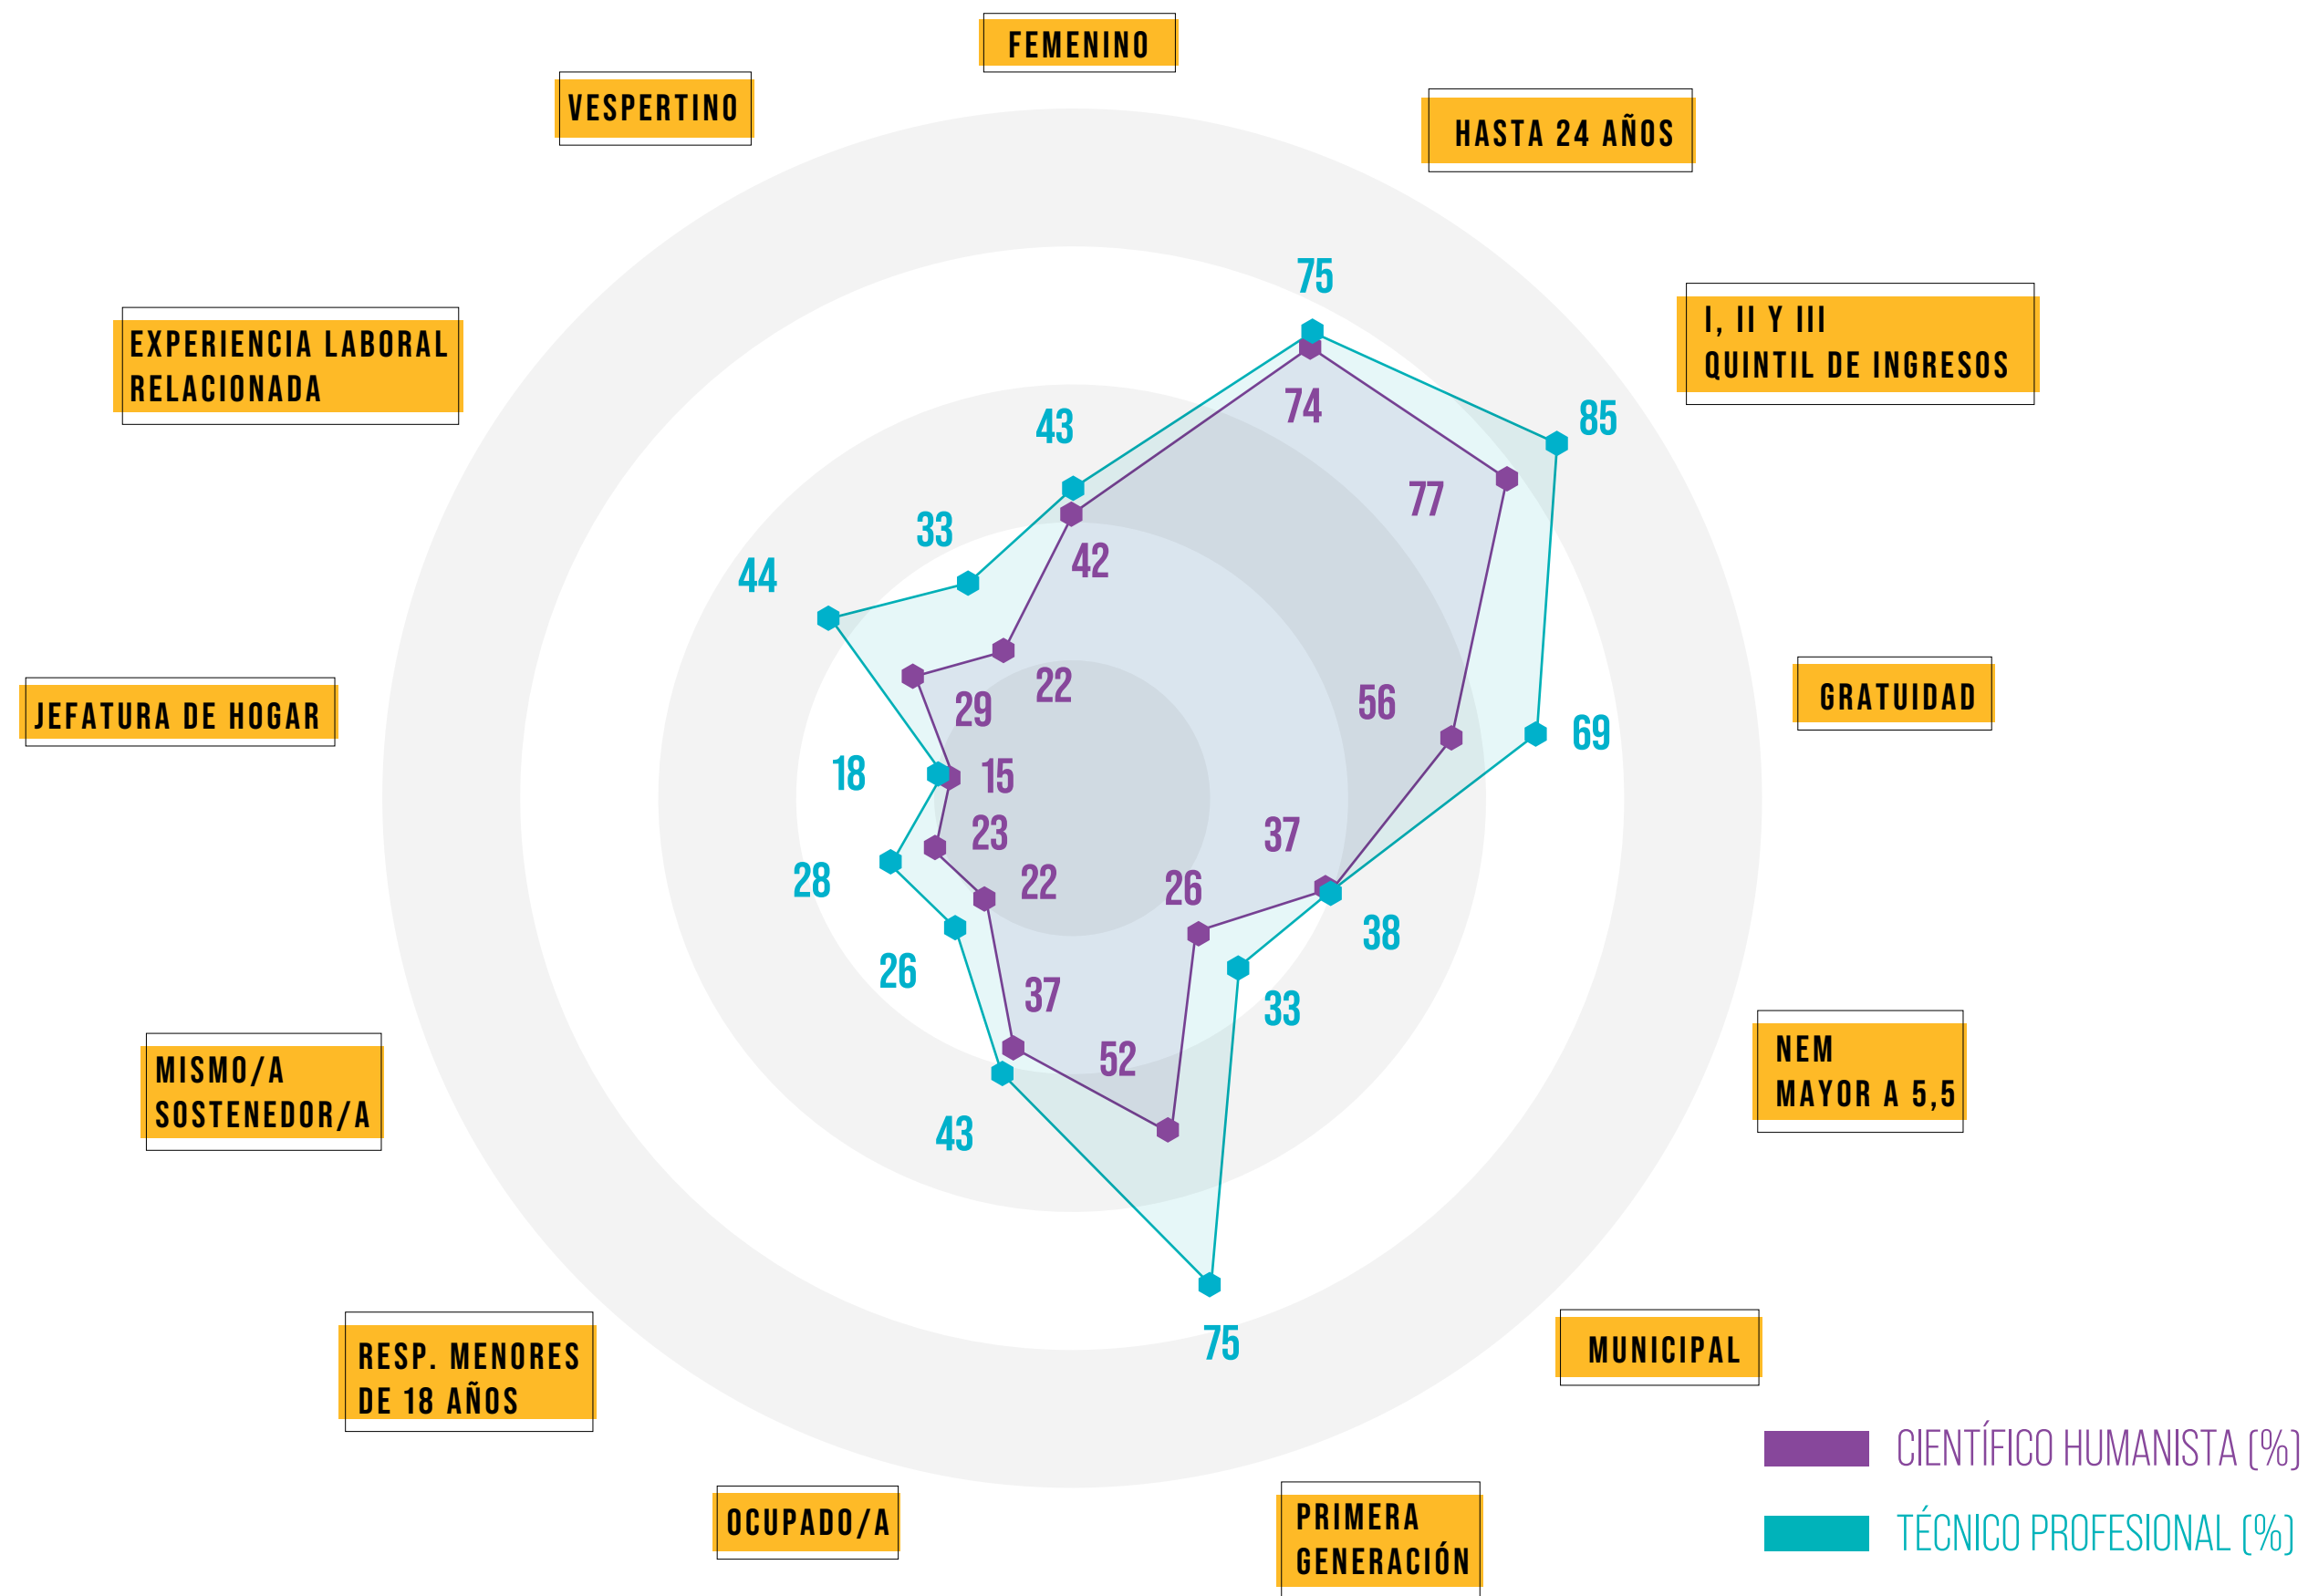 FEMENINO
VESPERTINO
HASTA 24 AÑOS
EXPERIENCIA LABORAL
RELACIONADA
I, II Y III
QUINTIL DE INGRESOS
JEFATURA DE HOGAR
GRATUIDAD
MISMO/A
SOSTENEDOR/A
NEM
MAYOR A 5,5
RESP. MENORES
DE 18 AÑOS
MUNICIPAL
OCUPADO/A
PRIMERA
GENERACIÓN
75
74
85
77
43
42
33
22
44
29
56
69
18
15
23
28
22
26
37
38
26
33
37
43
52
75
CIENTÍFICO HUMANISTA (%)
TÉCNICO PROFESIONAL (%)